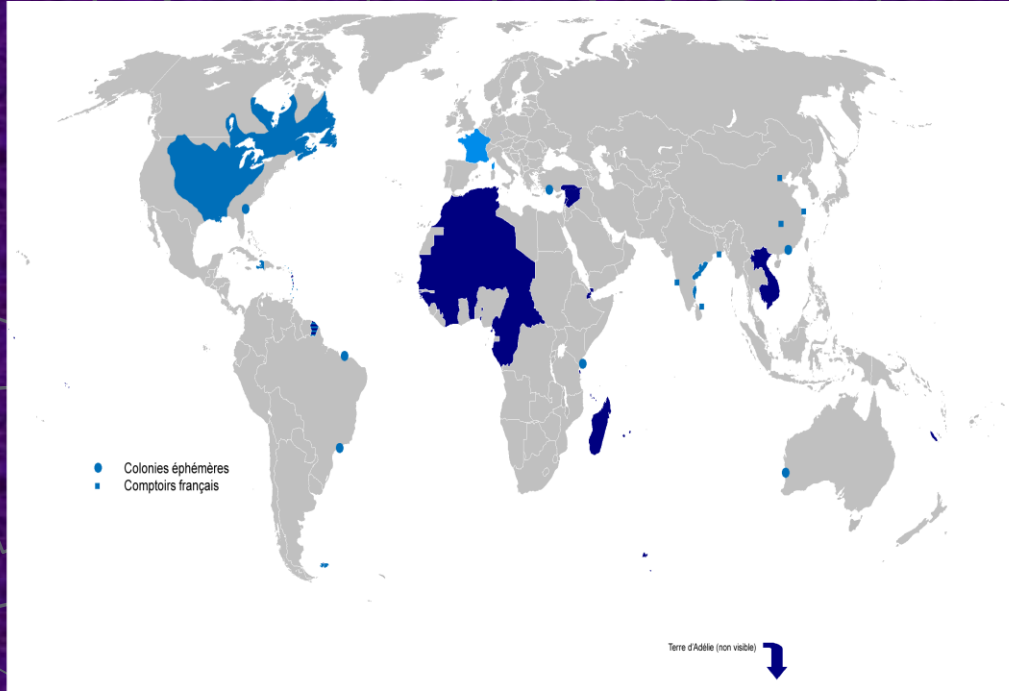 Colonies éphémères
Comptoirs français
Terre d'Adélie (non visible)